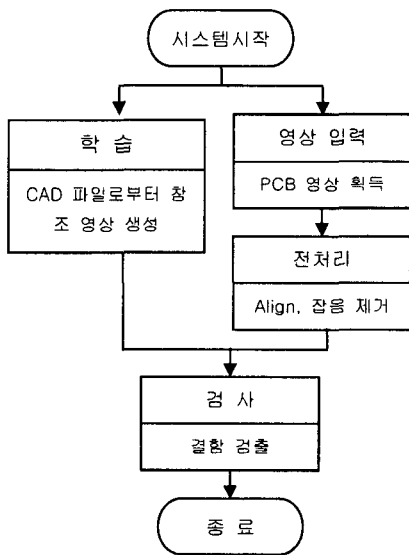 시스템시작
학 습
CAD 파일로부터 참
조 영상 생성
영상 입력
PCB 영상 획득
전처리
Align, 잡음 제거
검 사
결함 검출
종 료